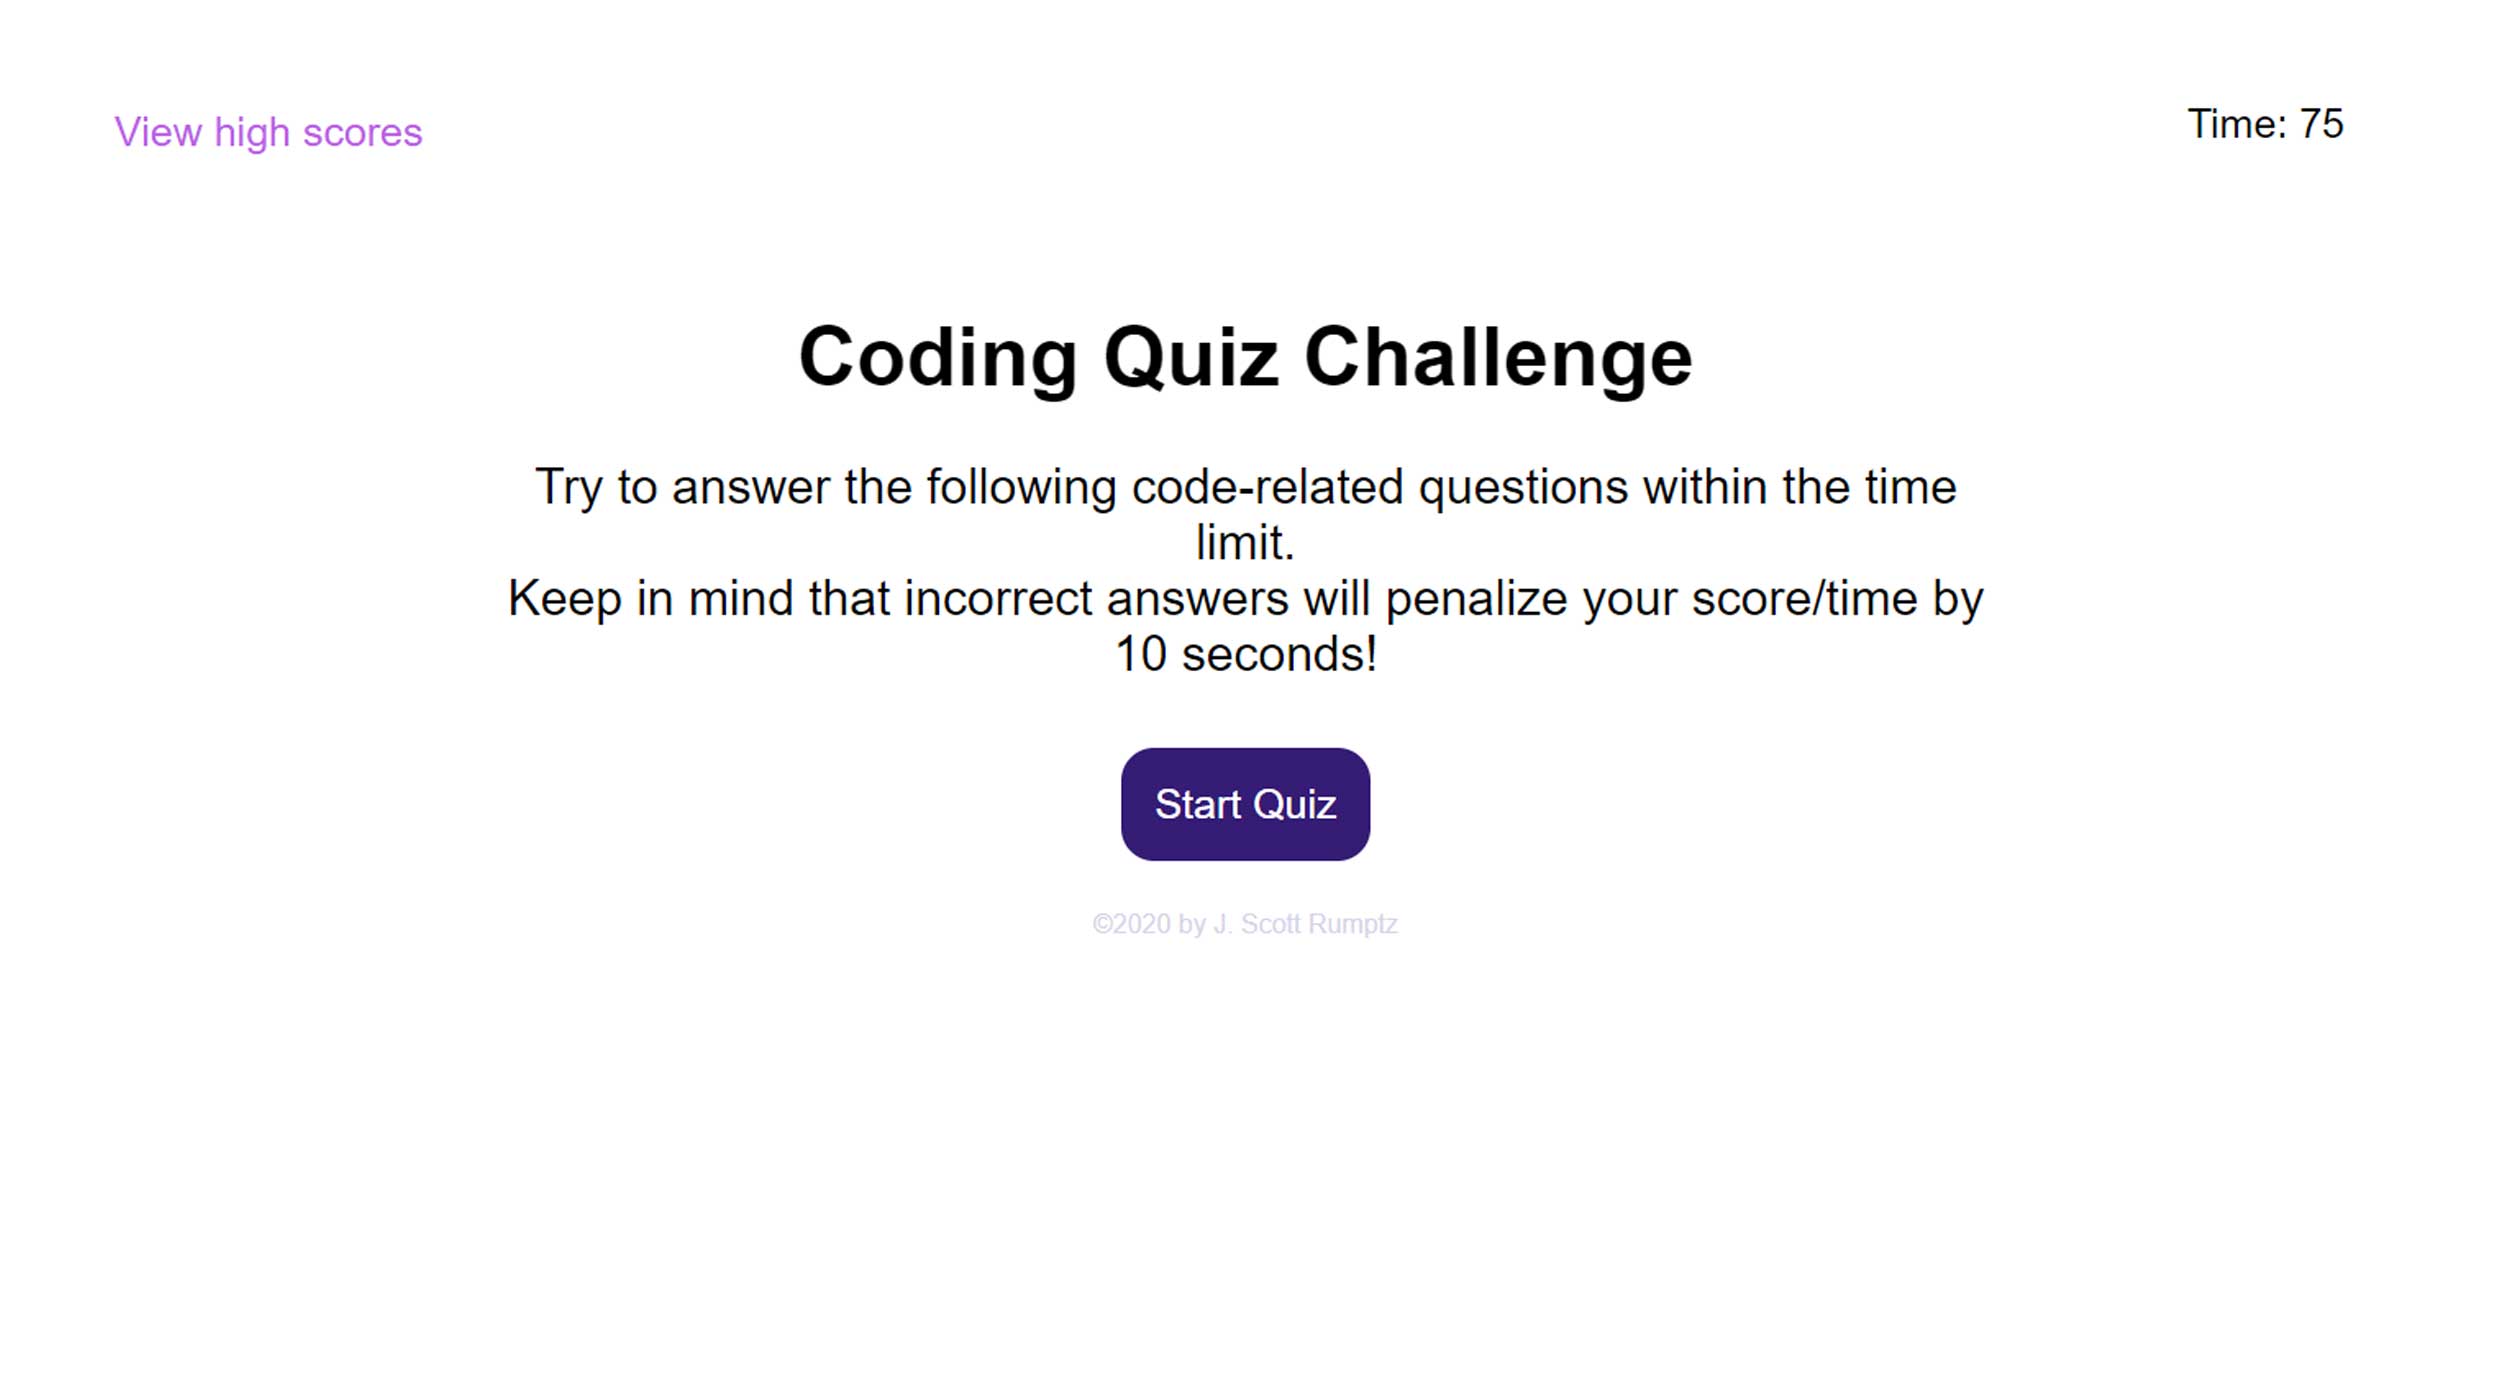 View high scores
Time: 75
Coding Quiz Challenge
Try to answer the following code-related questions within the time
limit.
Keep in mind that incorrect answers will penalize your score/time by
10 seconds!
Start Quiz
©2020 by J. Scott Rumptz